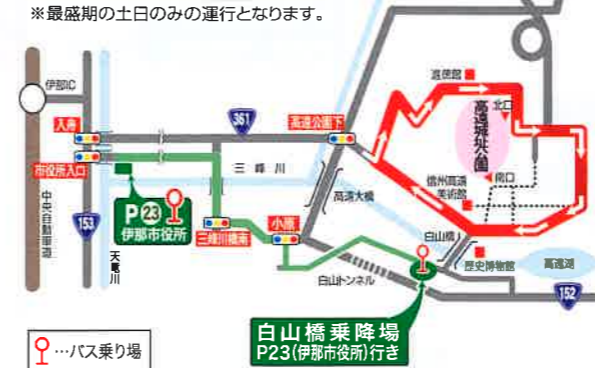 ※最盛期の土日のみの運行となります。
伊那IC
入舟
市役所入口
中央自動車道
153
天竜川
P23
伊那市役所
361
三峰川
三峰川橋南
小原
高遠公園下
高遠大橋
進徳館
北口
高遠城址公園
南口
信州高遠
美術館
白山橋
歴史博物館
高遠湖
白山トンネル
152
白山橋乗降場
P23(伊那市役所)行き
…バス乗り場